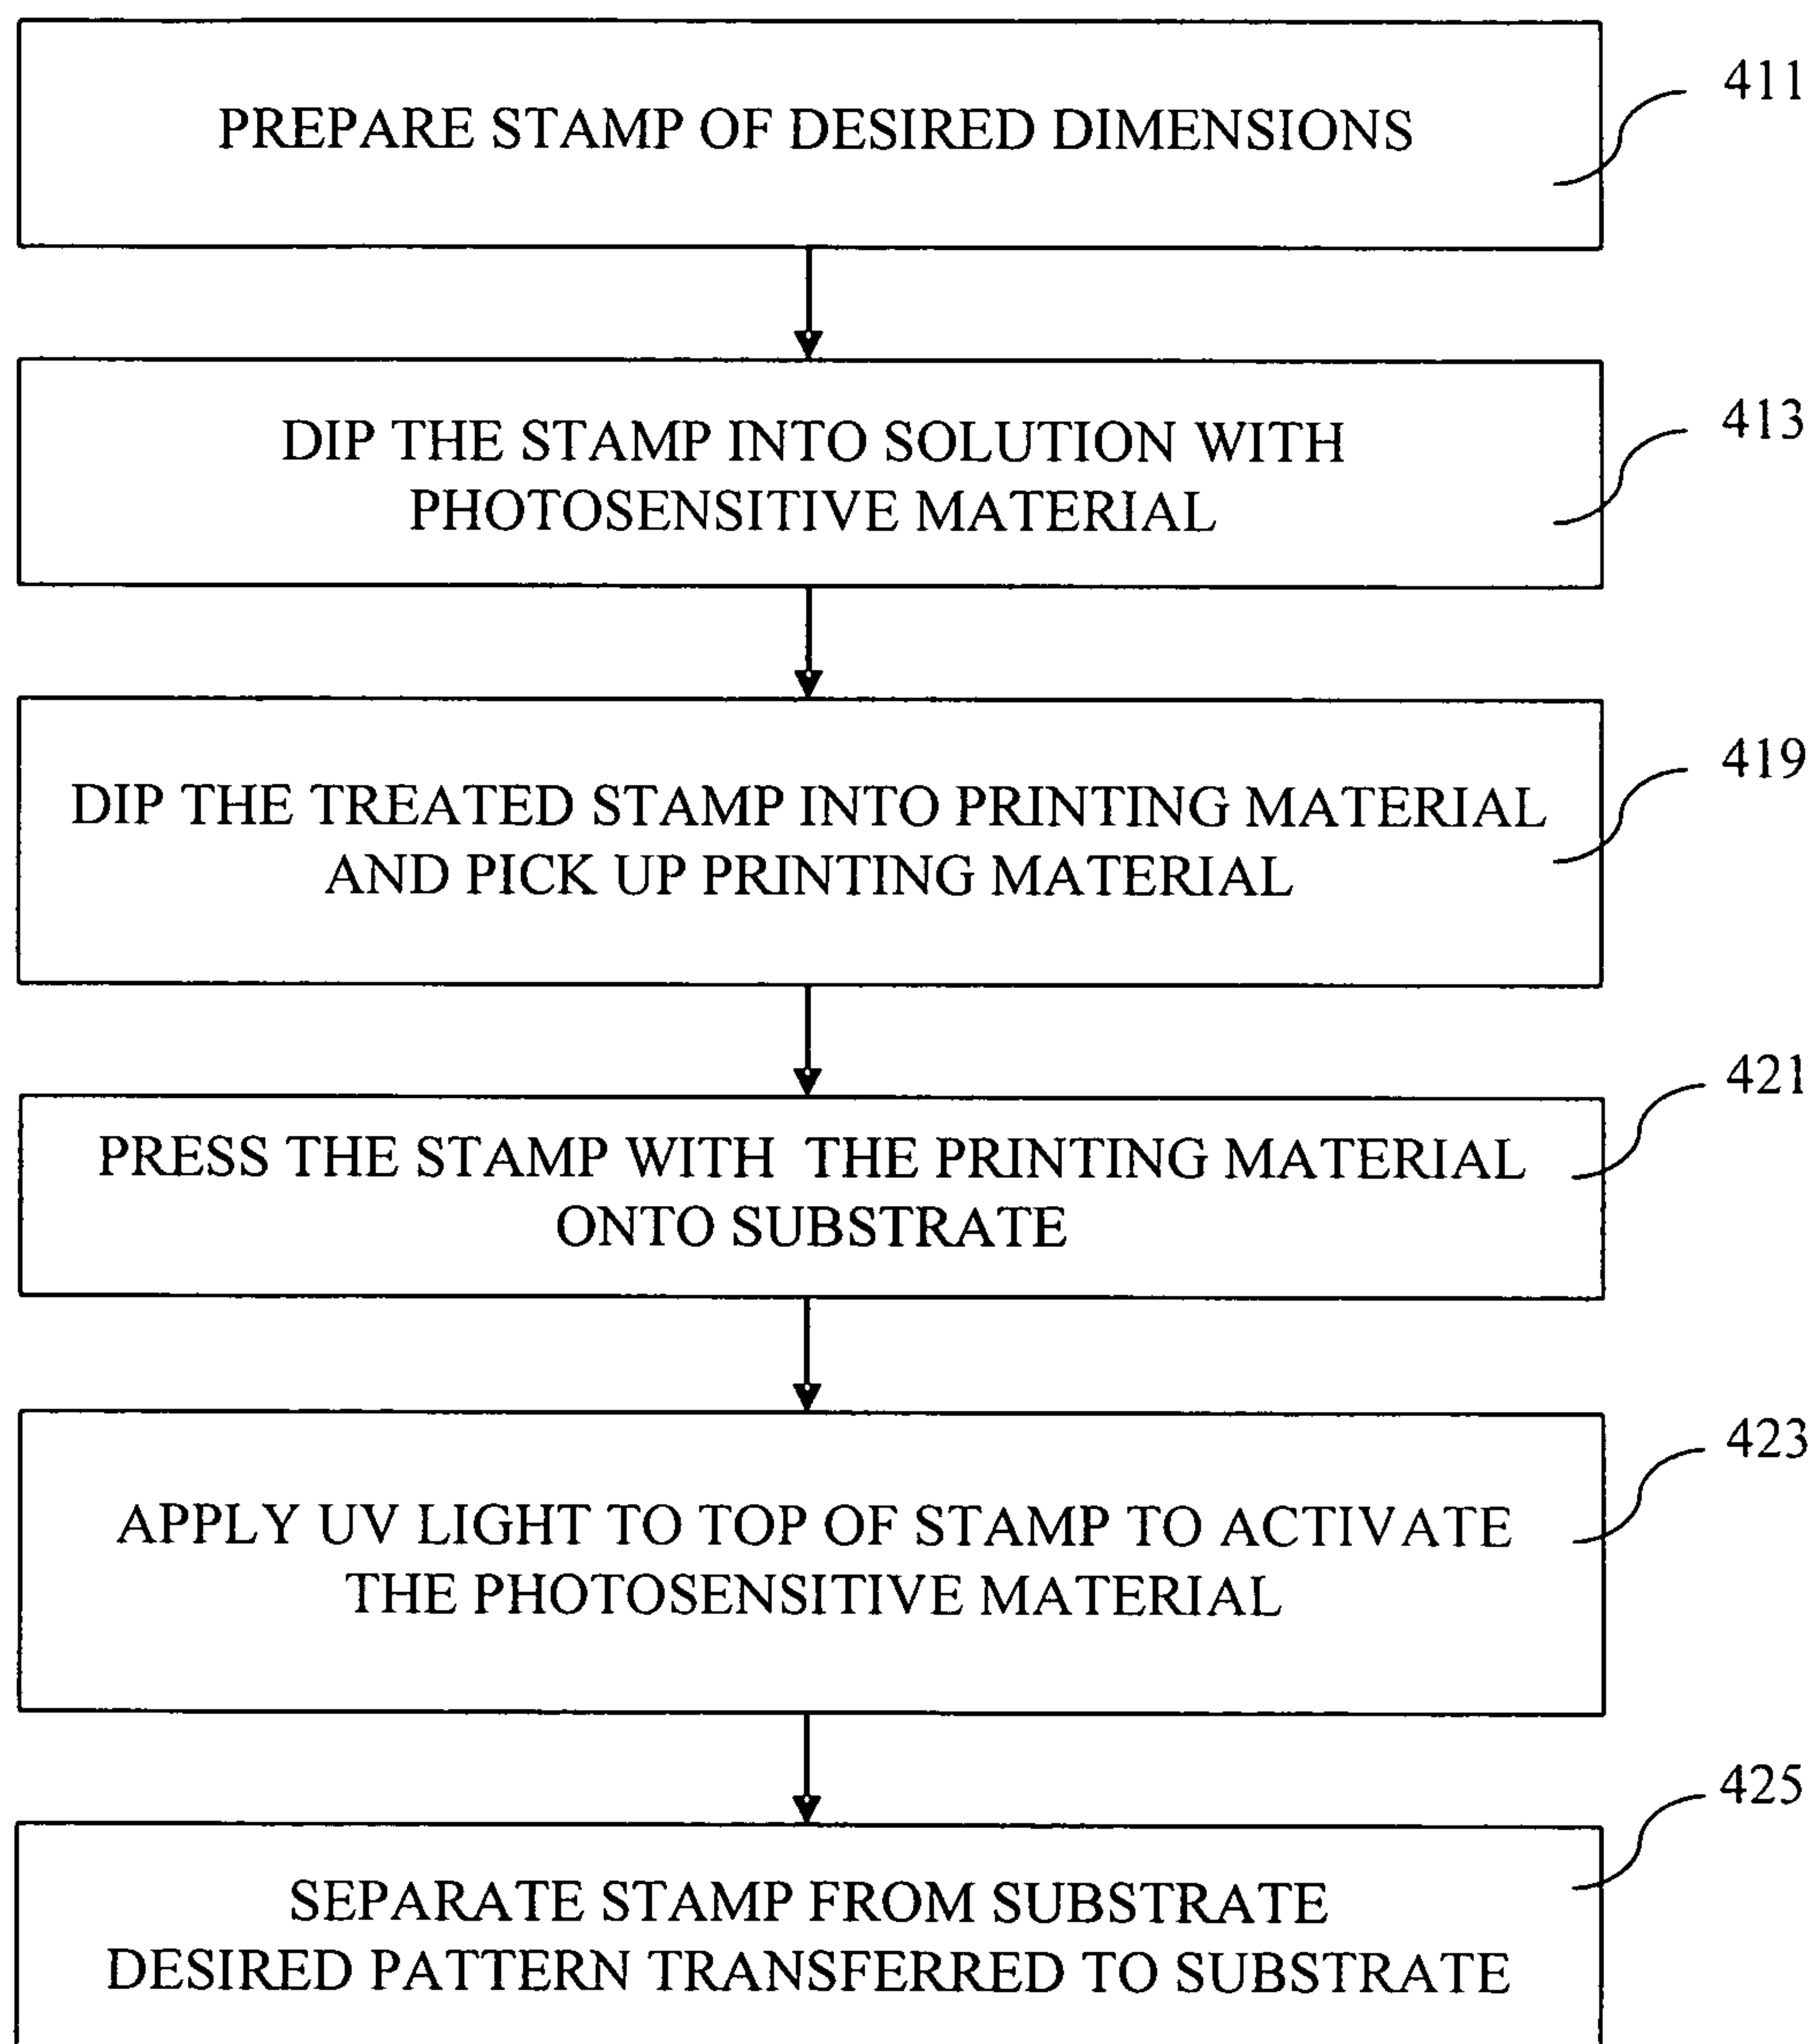 PREPARE STAMP OF DESIRED DIMENSIONS
411
DIP THE STAMP INTO SOLUTION WITH
PHOTOSENSITIVE MATERIAL
413
DIP THE TREATED STAMP INTO PRINTING MATERIAL
AND PICK UP PRINTING MATERIAL
419
PRESS THE STAMP WITH THE PRINTING MATERIAL
ONTO SUBSTRATE
421
APPLY UV LIGHT TO TOP OF STAMP TO ACTIVATE
THE PHOTOSENSITIVE MATERIAL
423
SEPARATE STAMP FROM SUBSTRATE
DESIRED PATTERN TRANSFERRED TO SUBSTRATE
425